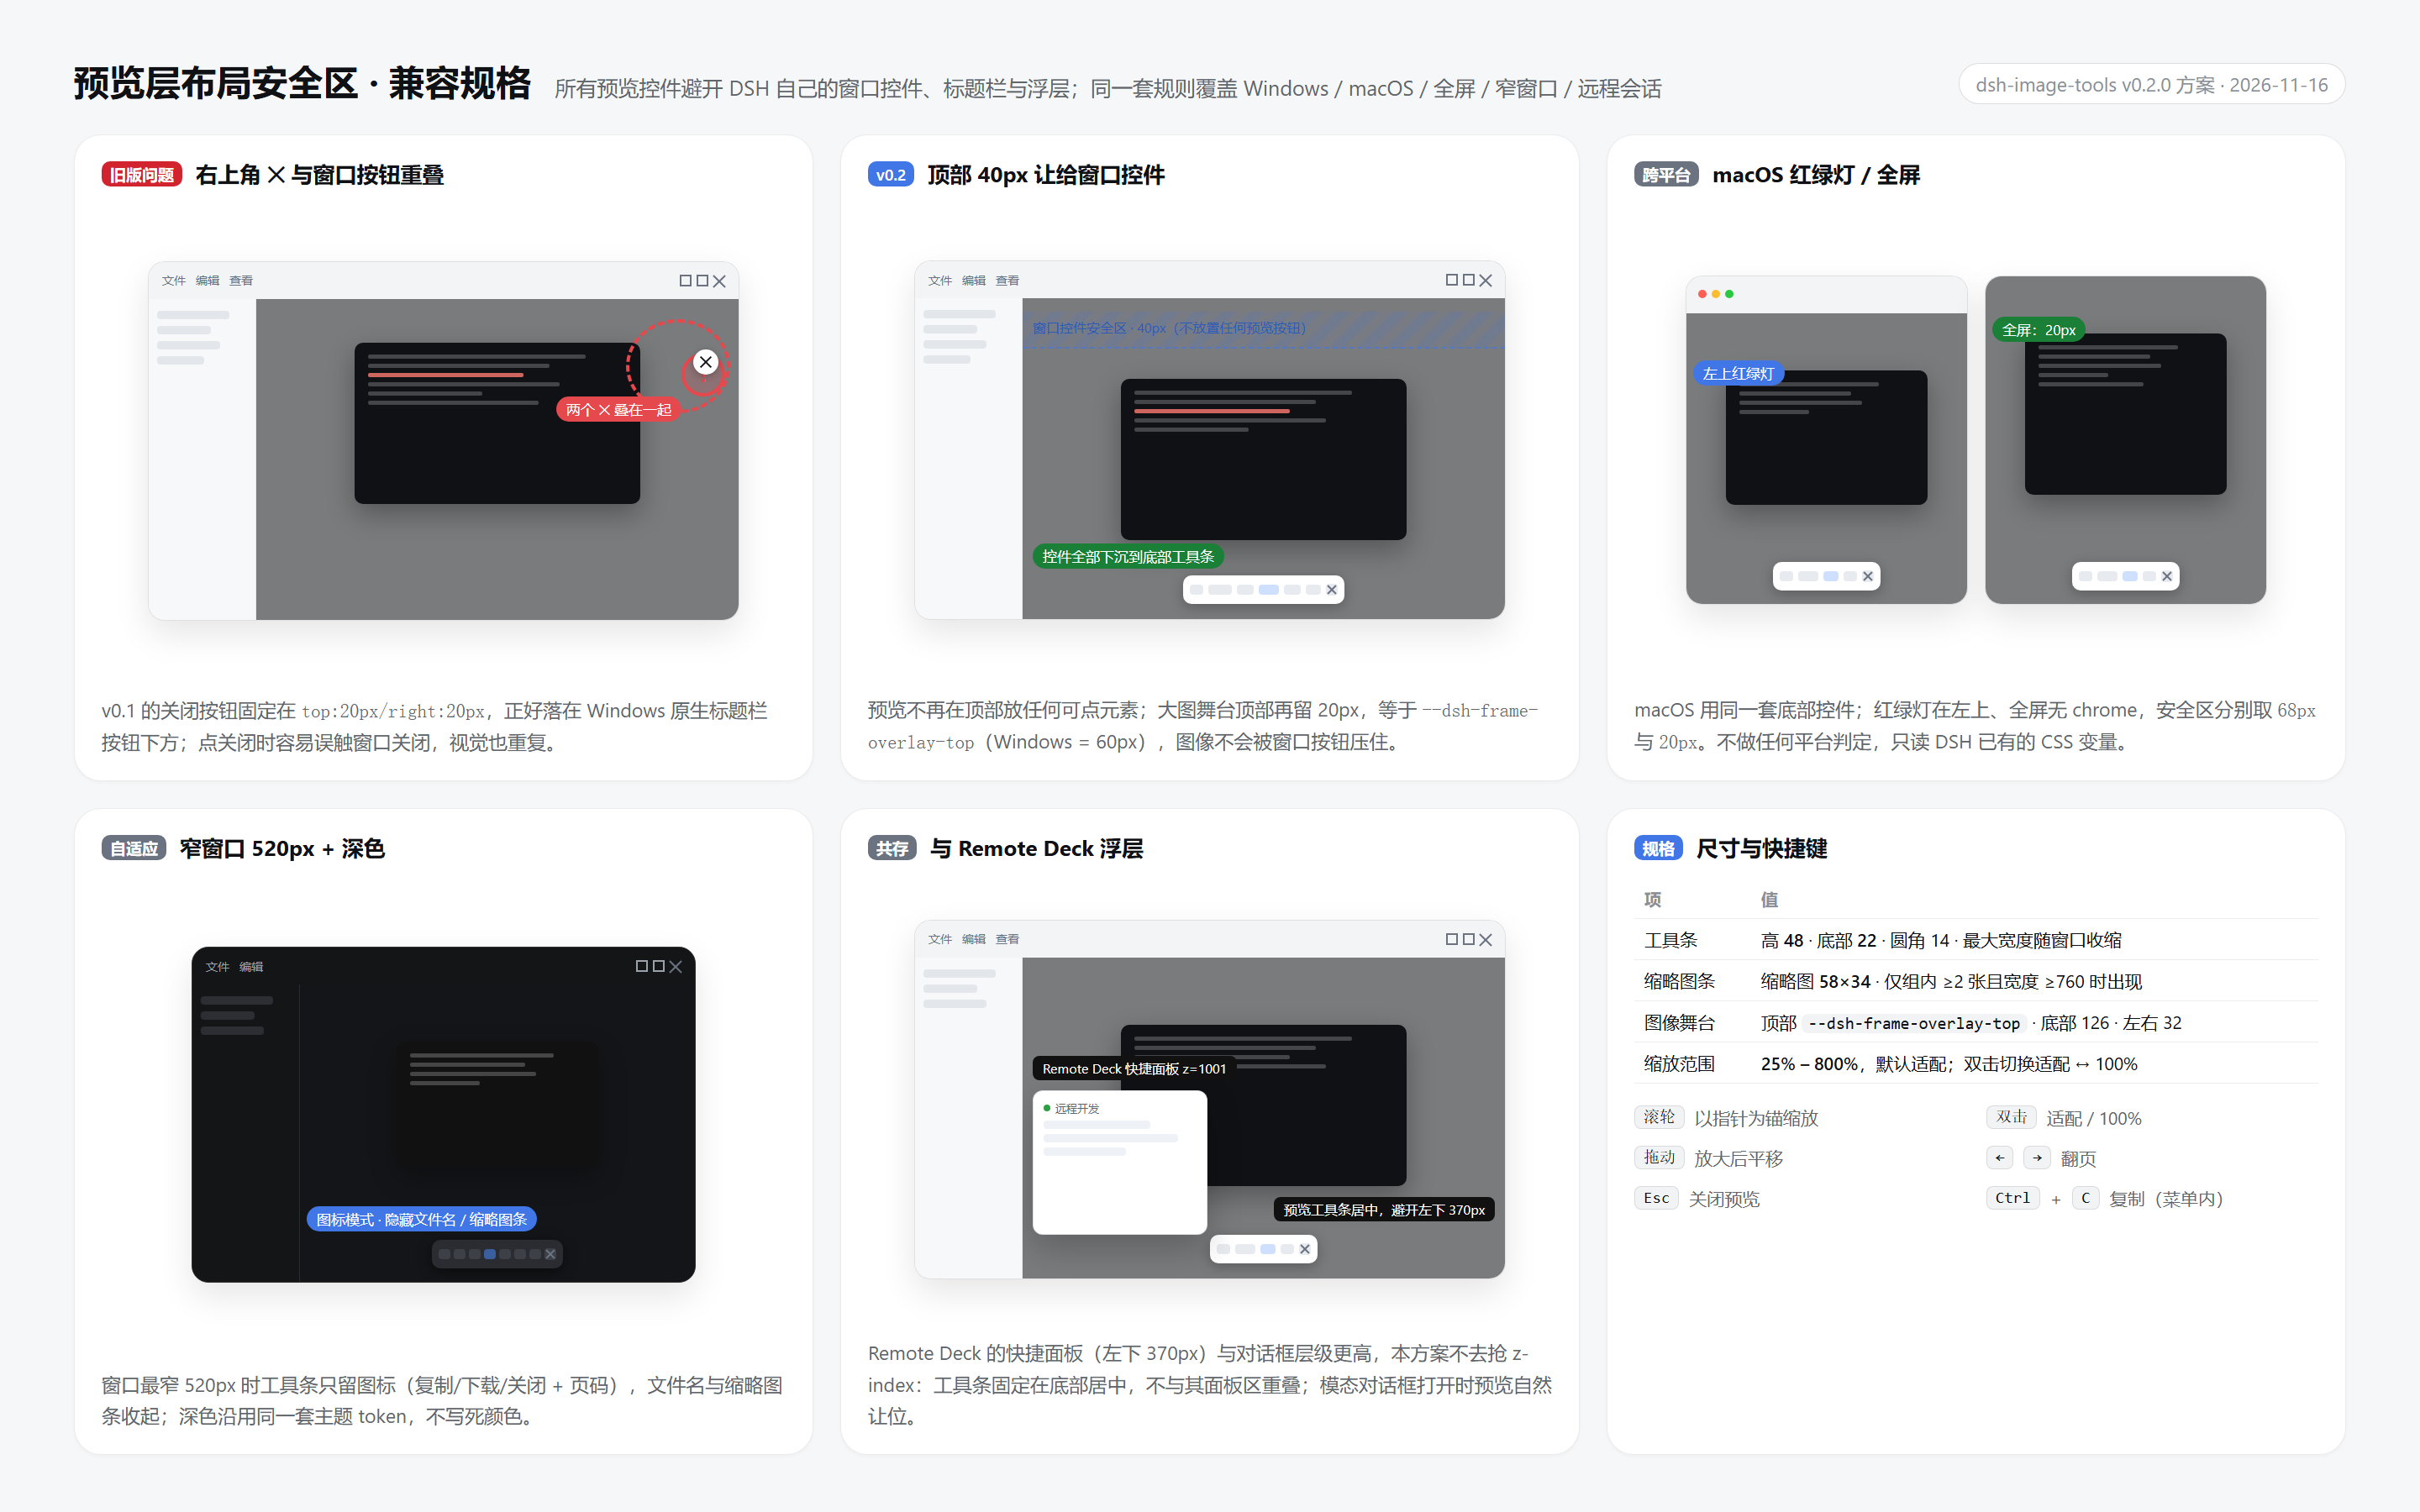 预览层布局安全区 · 兼容规格
所有预览控件避开 DSH 自己的窗口控件、标题栏与浮层；同一套规则覆盖 Windows / macOS / 全屏 / 窄窗口 / 远程会话
dsh-image-tools v0.2.0 方案 · 2026-11-16
旧版问题 右上角 ✕ 与窗口按钮重叠
文件 编辑 查看
两个 ✕ 叠在一起
v0.1 的关闭按钮固定在 top:20px/right:20px，正好落在 Windows 原生标题栏
按钮下方；点关闭时容易误触窗口关闭，视觉也重复。
v0.2 顶部 40px 让给窗口控件
文件 编辑 查看
窗口控件安全区 · 40px（不放置任何预览按钮）
控件全部下沉到底部工具条
预览不再在顶部放任何可点元素；大图舞台顶部再留 20px，等于 --dsh-frame-
overlay-top（Windows = 60px），图像不会被窗口按钮压住。
跨平台 macOS 红绿灯 / 全屏
左上红绿灯
全屏：20px
macOS 用同一套底部控件；红绿灯在左上、全屏无 chrome，安全区分别取 68px
与 20px。不做任何平台判定，只读 DSH 已有的 CSS 变量。
自适应 窄窗口 520px + 深色
文件 编辑
图标模式 · 隐藏文件名 / 缩略图条
窗口最窄 520px 时工具条只留图标（复制/下载/关闭 + 页码），文件名与缩略图
条收起；深色沿用同一套主题 token，不写死颜色。
共存 与 Remote Deck 浮层
文件 编辑 查看
Remote Deck 快捷面板 z=1001
远程开发
预览工具条居中，避开左下 370px
Remote Deck 的快捷面板（左下 370px）与对话框层级更高，本方案不去抢 z-
index：工具条固定在底部居中，不与其面板区重叠；模态对话框打开时预览自然
让位。
规格 尺寸与快捷键
项 值
工具条 高 48 · 底部 22 · 圆角 14 · 最大宽度随窗口收缩
缩略图条 缩略图 58×34 · 仅组内 ≥2 张且宽度 ≥760 时出现
图像舞台 顶部 --dsh-frame-overlay-top · 底部 126 · 左右 32
缩放范围 25% – 800%，默认适配；双击切换适配 ↔ 100%
滚轮 以指针为锚缩放 双击 适配 / 100%
拖动 放大后平移 ← → 翻页
Esc 关闭预览 Ctrl + C 复制（菜单内）